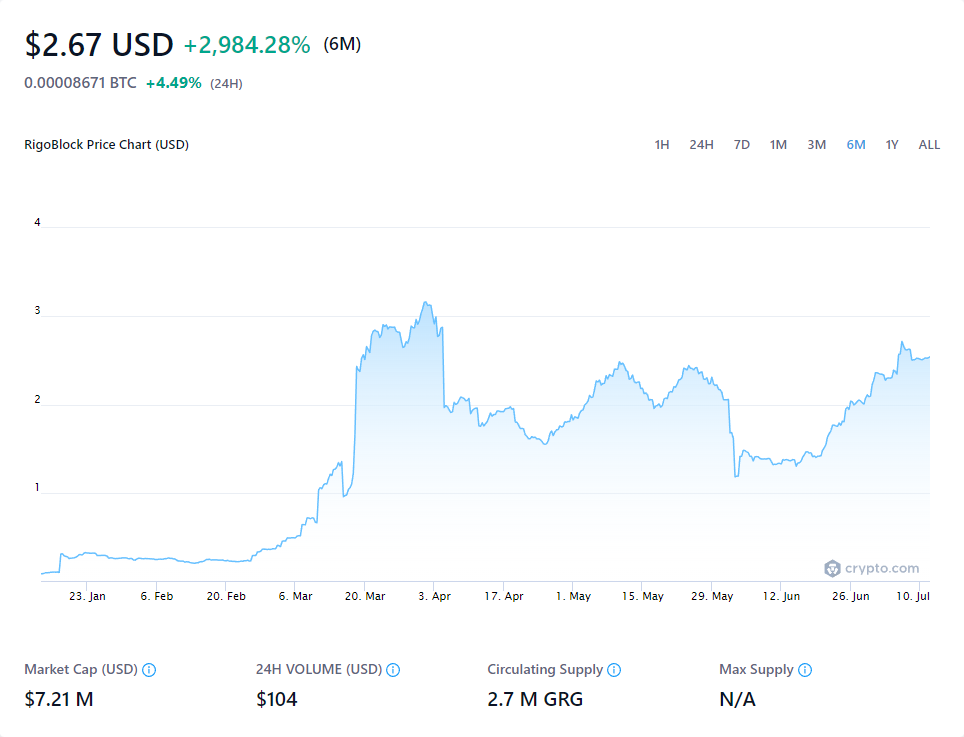 $2.67 USD +2,984.28% (6M)
0.00008671 BTC +4.49% (24H)
RigoBlock Price Chart (USD) 1H 24H 7D 1M 3M 6M 1Y ALL
4
3
2
1
crypto.com
23. Jan 6. Feb 20. Feb 6. Mar 20. Mar 3. Apr 17. Apr 1. May 15. May 29. May 12. Jun 26. Jun 10. Jul
Market Cap (USD) 24H VOLUME (USD) Circulating Supply Max Supply
$7.21 M $104 2.7 M GRG N/A